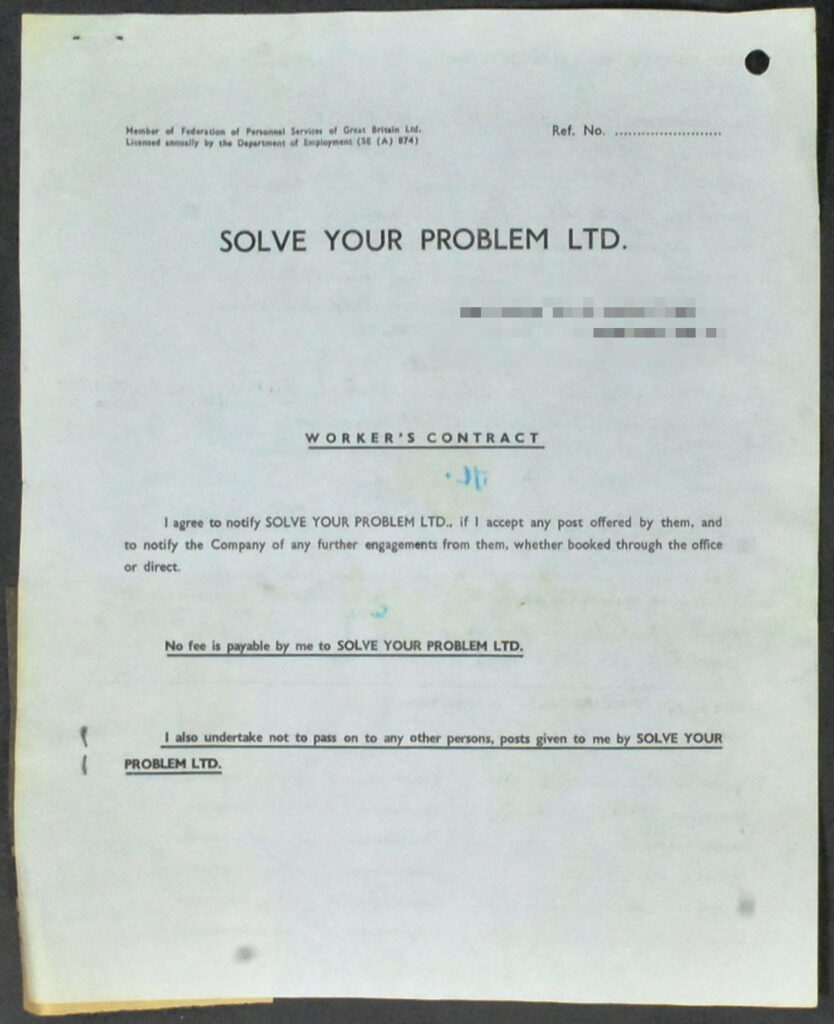 Member of Federation of Personnel Services of Great Britain Ltd.
Licensed annually by the Department of Employment (SE (A) 874)
Ref. No. ........................
SOLVE YOUR PROBLEM LTD.
WORKER'S CONTRACT
I agree to notify SOLVE YOUR PROBLEM LTD., if I accept any post offered by them, and
to notify the Company of any further engagements from them, whether booked through the office
or direct.
No fee is payable by me to SOLVE YOUR PROBLEM LTD.
I also undertake not to pass on to any other persons, posts given to me by SOLVE YOUR
PROBLEM LTD.